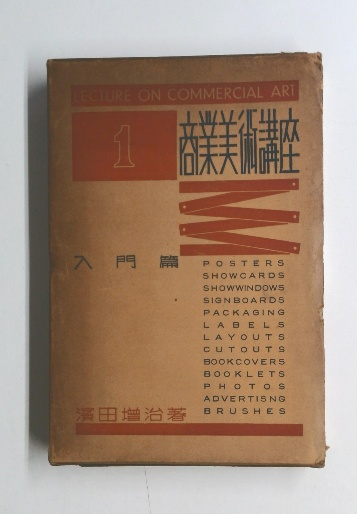 LECTURE ON COMMERCIAL ART
1
商業美術講座
入門篇
POSTERS
SHOWCARDS
SHOWWINDOWS
SIGNBOARDS
PACKAGING
LABELS
LAYOUTS
CUTOUTS
BOOKCOVERS
BOOKLETS
PHOTOS
ADVERTISNG
BRUSHES
濱田增治著